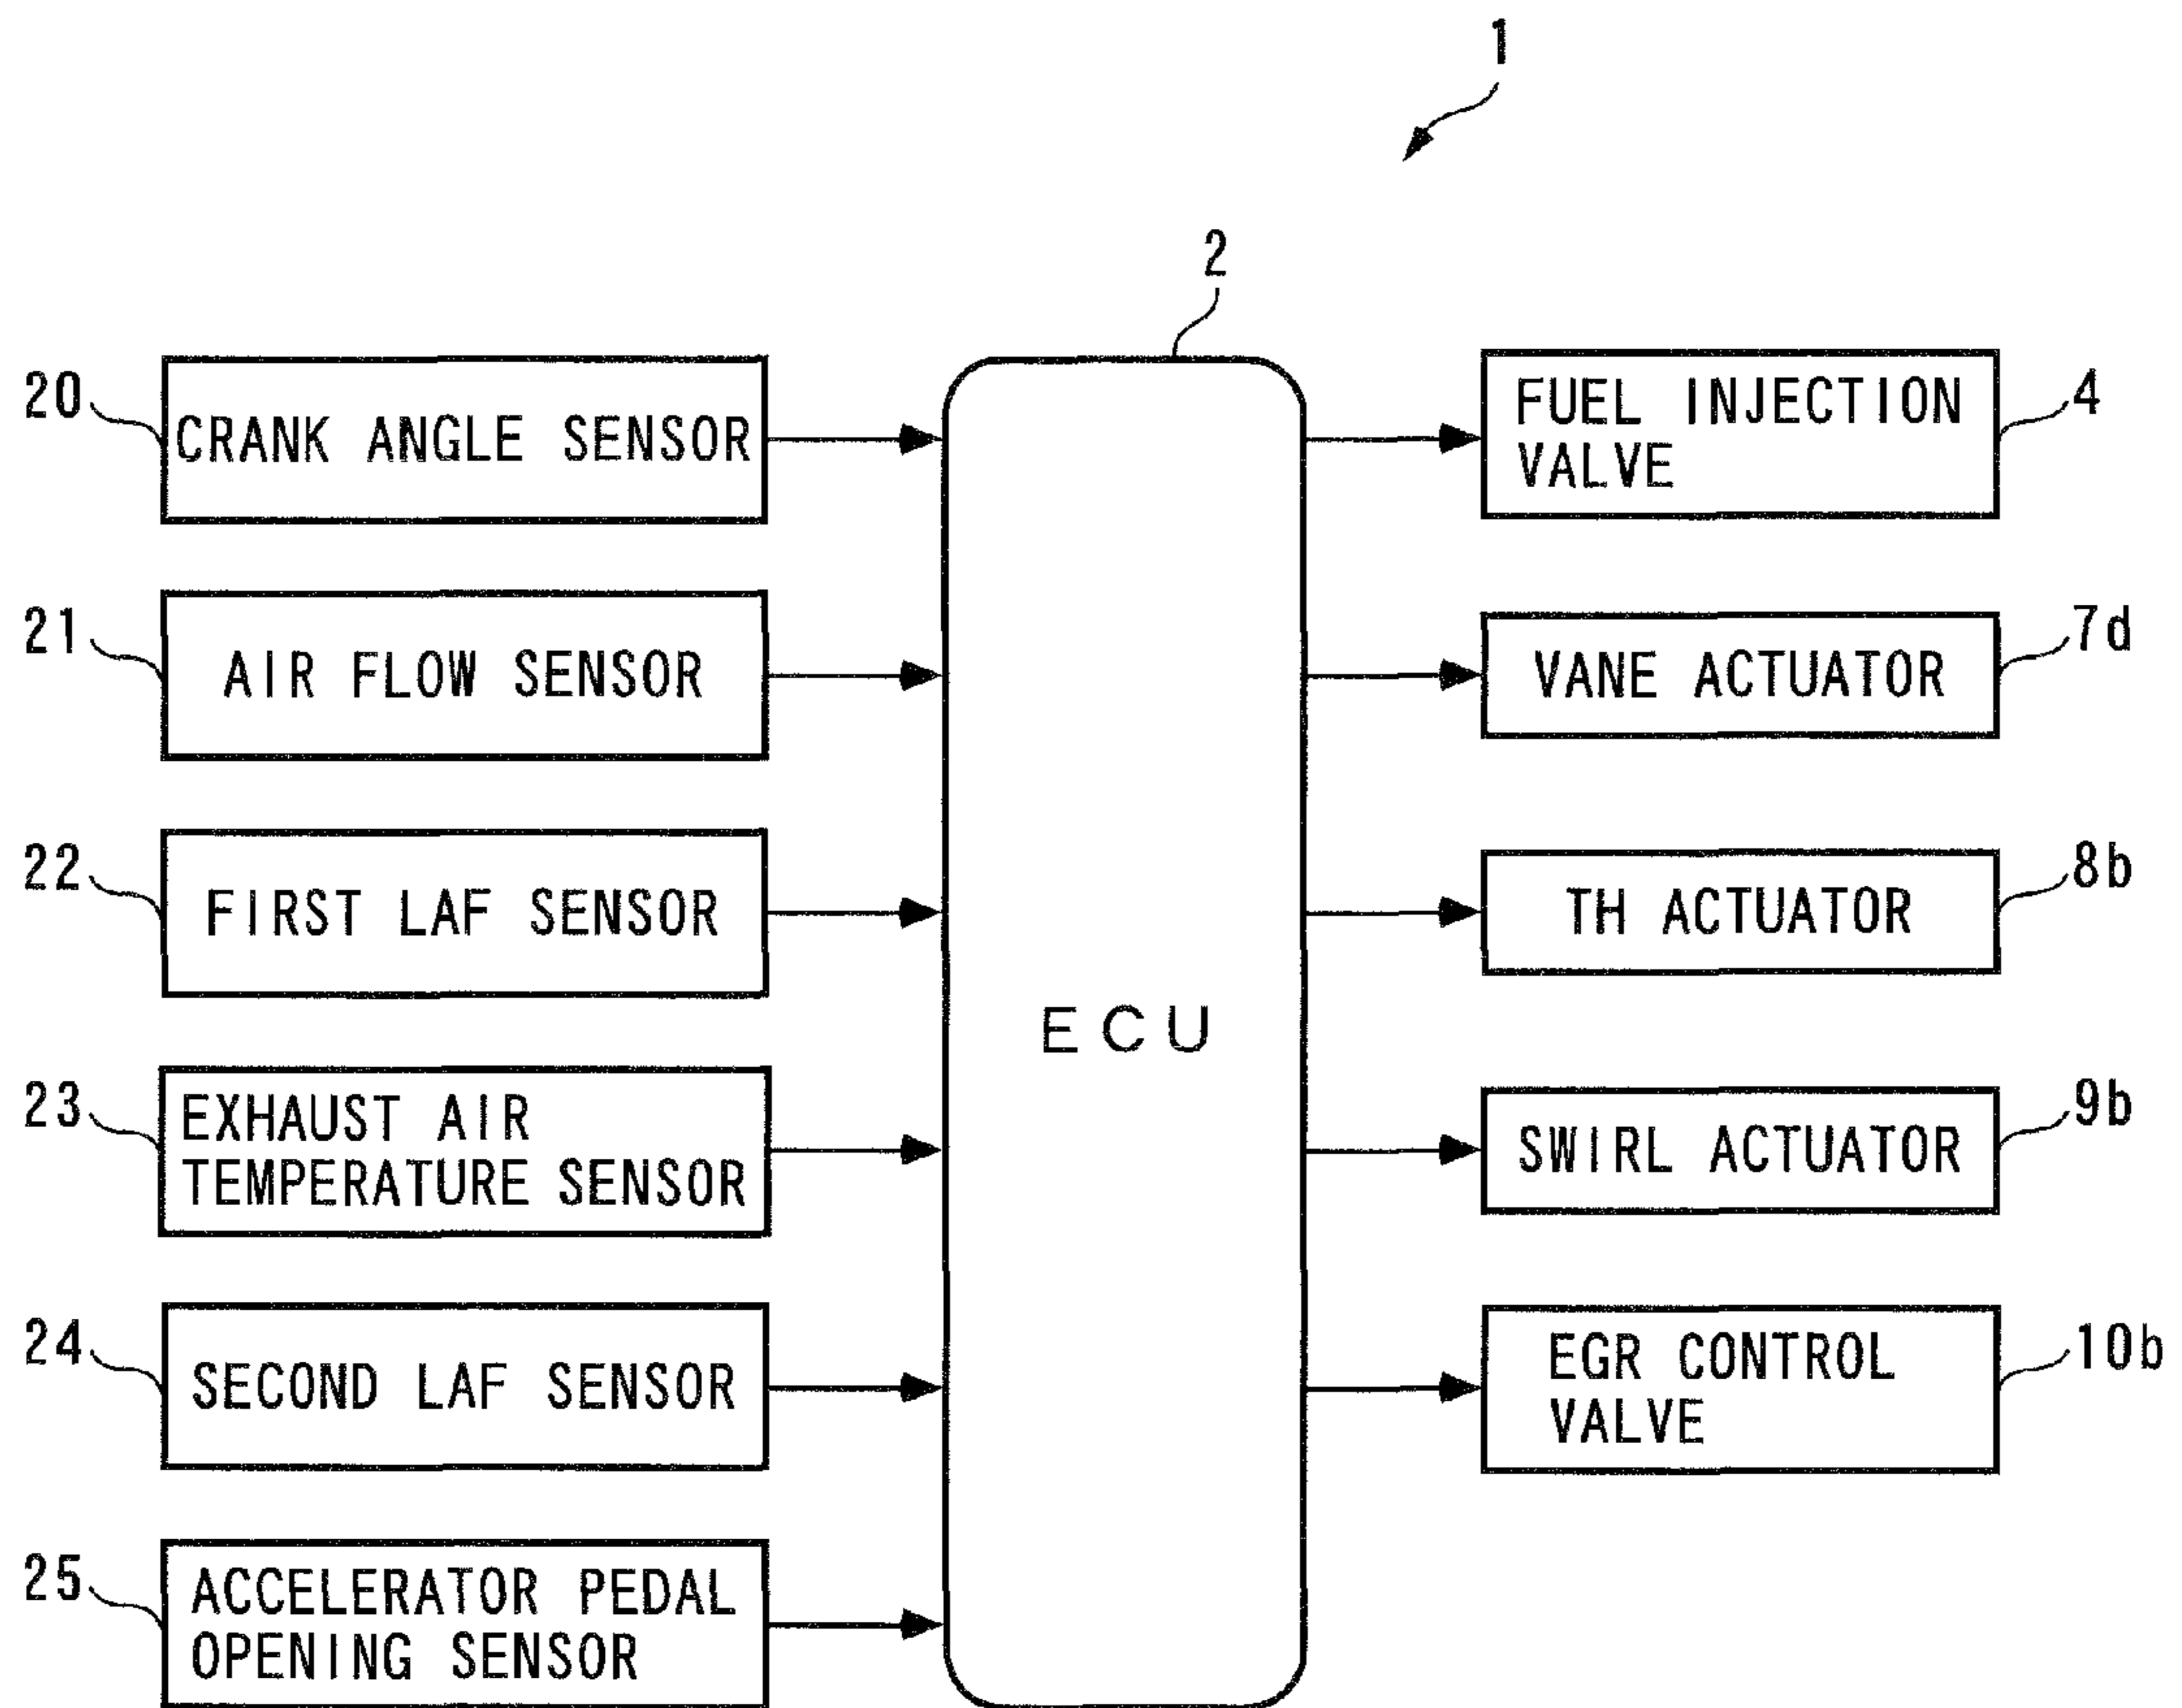 1
2
20
CRANK ANGLE SENSOR
21
AIR FLOW SENSOR
22
FIRST LAF SENSOR
23
EXHAUST AIR
TEMPERATURE SENSOR
24
SECOND LAF SENSOR
25
ACCELERATOR PEDAL
OPENING SENSOR
ECU
FUEL INJECTION
VALVE
4
VANE ACTUATOR
7d
TH ACTUATOR
8b
SWIRL ACTUATOR
9b
EGR CONTROL
VALVE
10b